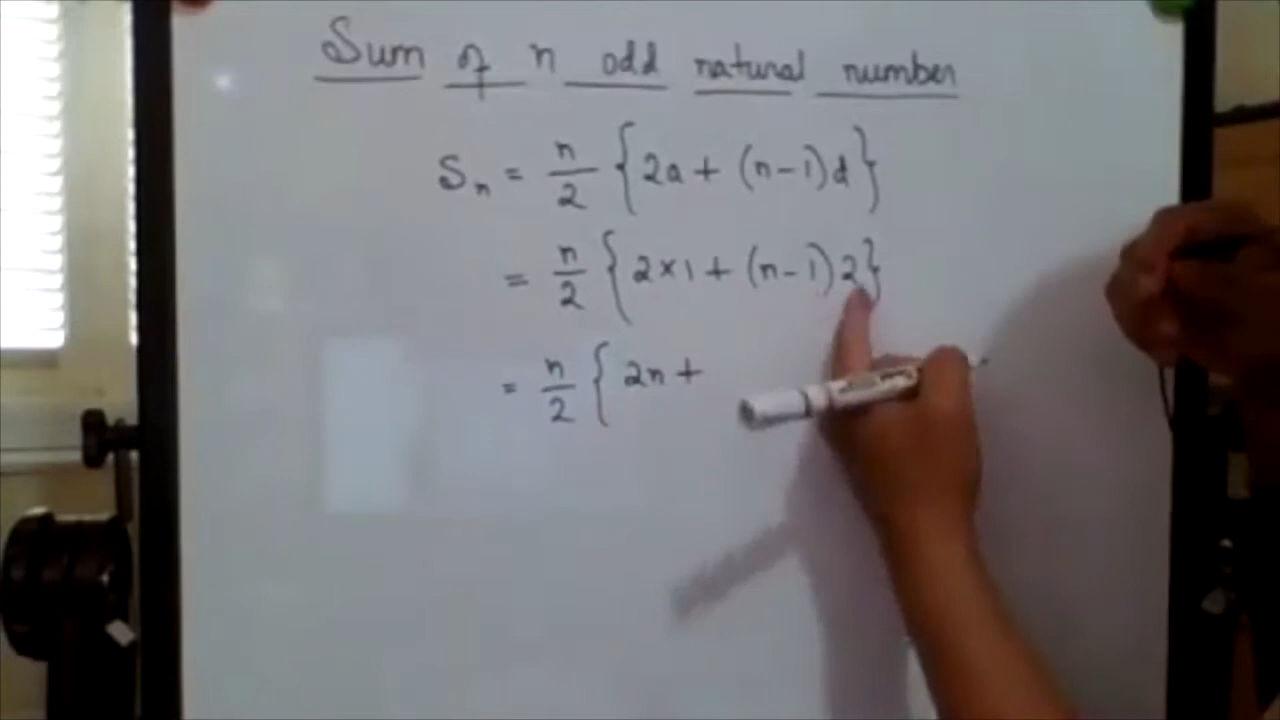 Sum of n odd natural number
Sₙ = n/2 {2a + (n-1)d}
= n/2 {2×1 + (n-1)2}
= n/2 { 2n +